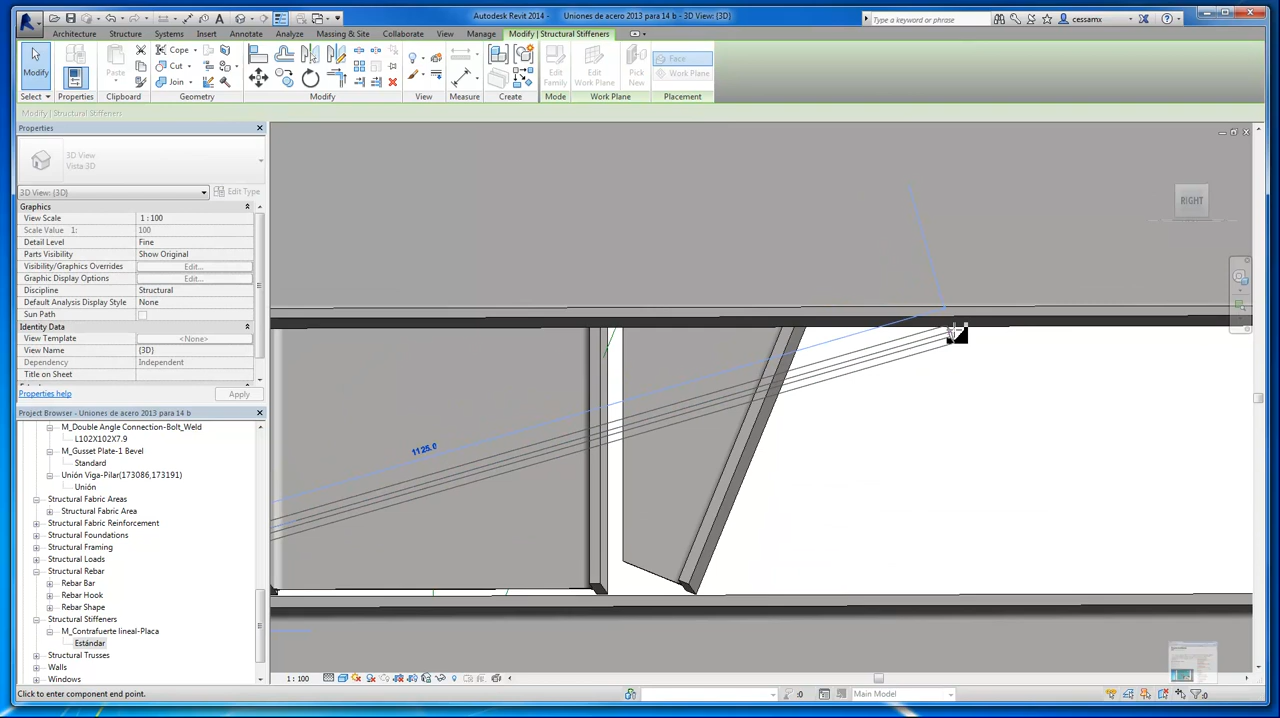 Autodesk Revit 2014 - Uniones de acero 2013 para 14 b - 3D View: {3D}
Type a keyword or phrase
cessamx
Architecture Structure Systems Insert Annotate Analyze Massing & Site Collaborate View Manage Modify | Structural Stiffeners
Modify
Properties
Paste
Cope
Cut
Join
Edit Family
Edit Work Plane
Pick New
Face
Work Plane
Select Properties Clipboard Geometry Modify View Measure Create Mode Work Plane Placement
Modify | Structural Stiffeners
Properties
3D View
Vista:3D
3D View: {3D}
Edit Type
Graphics
View Scale 1 : 100
Scale Value 1: 100
Detail Level Fine
Parts Visibility Show Original
Visibility/Graphics Overrides Edit...
Graphic Display Options Edit...
Discipline Structural
Default Analysis Display Style None
Sun Path
Identity Data
View Template <None>
View Name {3D}
Dependency Independent
Title on Sheet
Properties help
Apply
Project Browser - Uniones de acero 2013 para 14 b
M_Double Angle Connection-Bolt_Weld
L102X102X7.9
M_Gusset Plate-1 Bevel
Standard
Unión Viga-Pilar(173086,173191)
Unión
Structural Fabric Areas
Structural Fabric Area
Structural Fabric Reinforcement
Structural Foundations
Structural Framing
Structural Loads
Structural Rebar
Rebar Bar
Rebar Hook
Rebar Shape
Structural Stiffeners
M_Contrafuerte lineal-Placa
Estándar
Structural Trusses
Walls
Windows
RIGHT
1125.0
1 : 100
Click to enter component end point.
:0
Main Model
:0